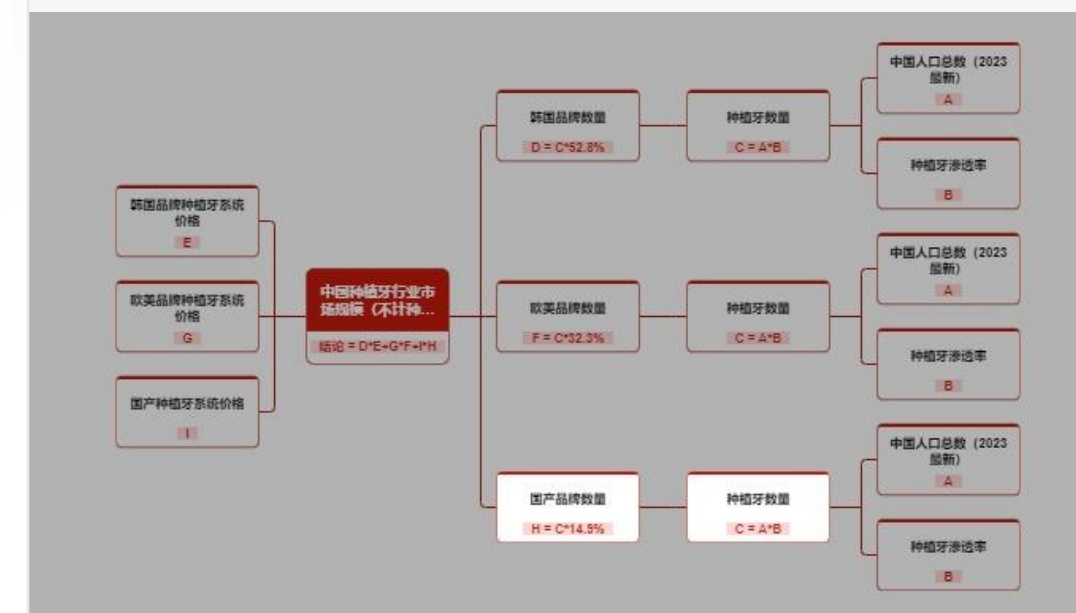 韩国品牌种植牙系统
价格
E
欧美品牌种植牙系统
价格
G
国产种植牙系统价格
I
中国种植牙行业市
场规模（不计种...
结论 = D*E+G*F+I*H
韩国品牌数量
D = C*52.8%
种植牙数量
C = A*B
中国人口总数（2023
最新）
A
种植牙渗透率
B
欧美品牌数量
F = C*32.3%
种植牙数量
C = A*B
中国人口总数（2023
最新）
A
种植牙渗透率
B
国产品牌数量
H = C*14.9%
种植牙数量
C = A*B
中国人口总数（2023
最新）
A
种植牙渗透率
B